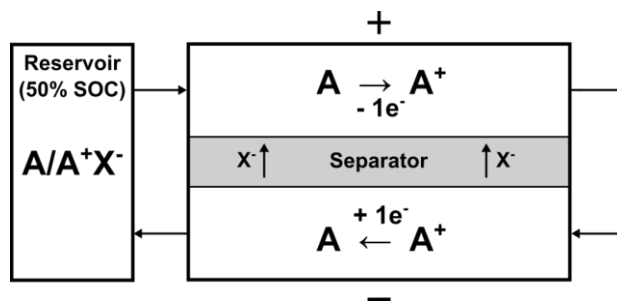 +
Reservoir
(50% SOC)
A/A⁺X⁻
A → A⁺
- 1e⁻
X⁻ ↑ Separator ↑ X⁻
+ 1e⁻
A ← A⁺
−